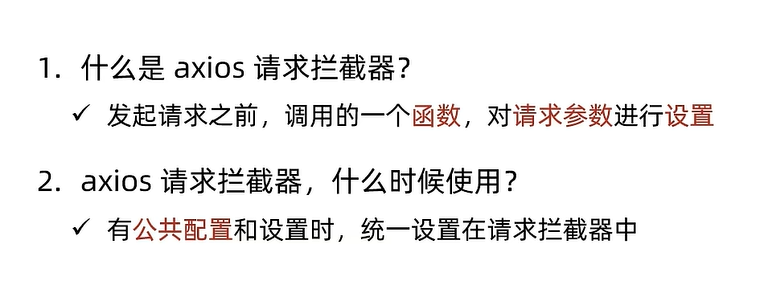 1. 什么是 axios 请求拦截器？
✓ 发起请求之前，调用的一个函数，对请求参数进行设置
2. axios 请求拦截器，什么时候使用？
✓ 有公共配置和设置时，统一设置在请求拦截器中